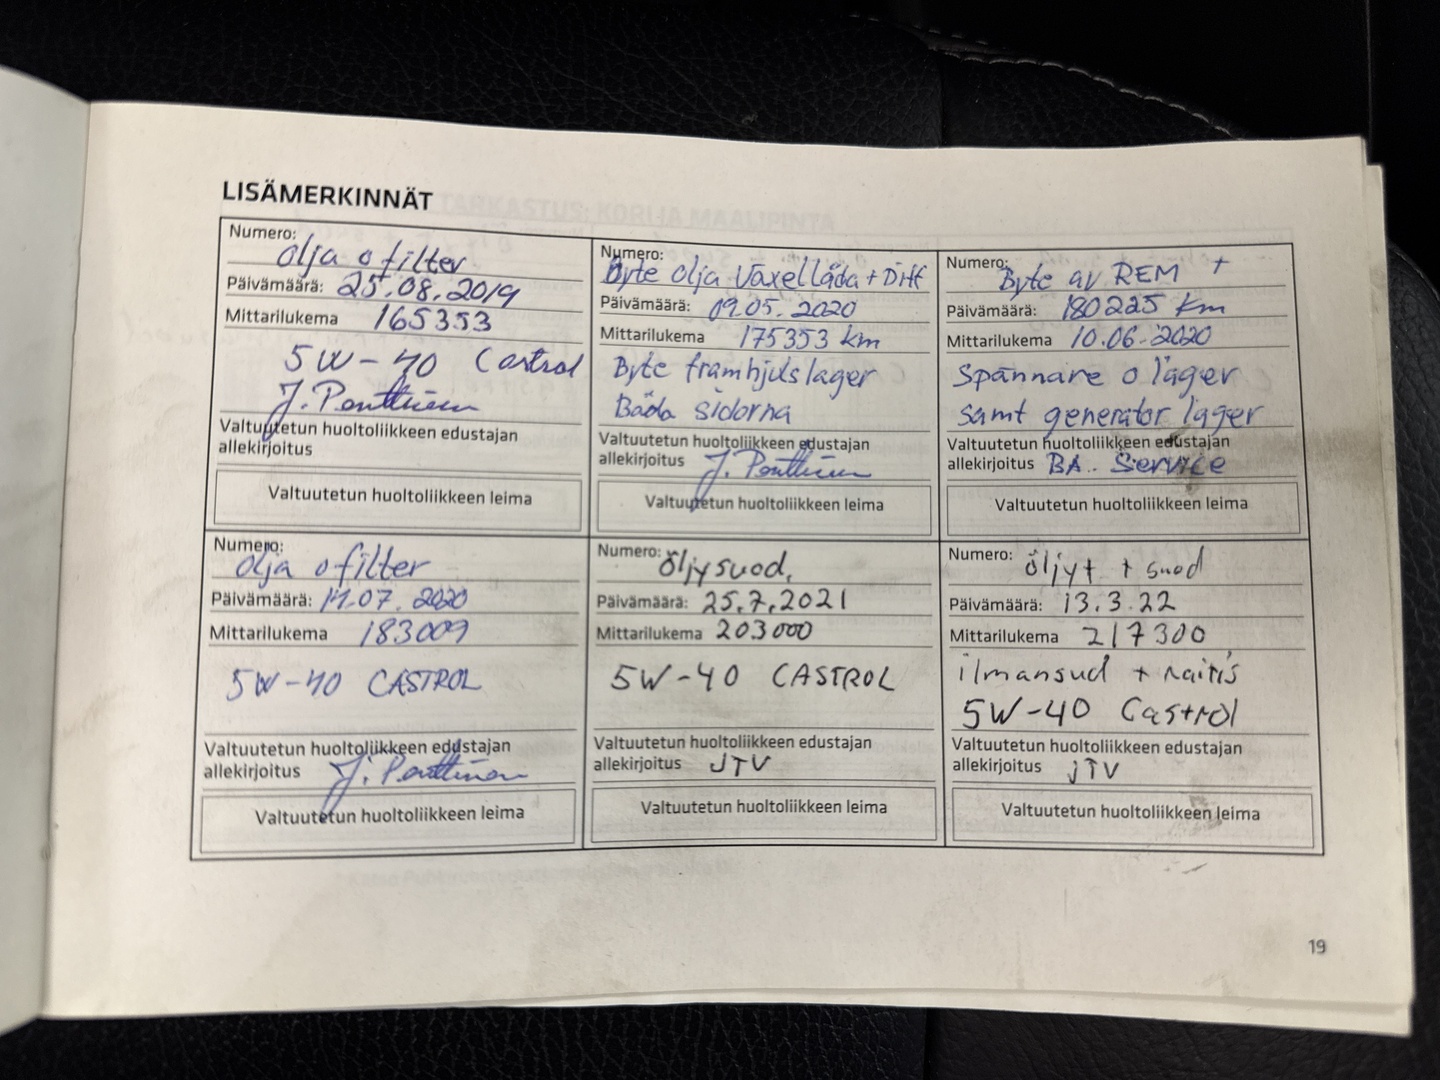 LISÄMERKINNÄT
Numero:
olja o filter
Päivämäärä: 25.08.2019
Mittarilukema 165353
5W-40 Castrol
J. Penttinen
Valtuutetun huoltoliikkeen edustajan
allekirjoitus
Valtuutetun huoltoliikkeen leima
Numero:
Byte olja Växellåda + Diff
Päivämäärä: 09.05.2020
Mittarilukema 175353 km
Byte framhjulslager
Båda sidorna
Valtuutetun huoltoliikkeen edustajan
allekirjoitus J. Penttinen
Valtuutetun huoltoliikkeen leima
Numero:
Byte av REM +
Päivämäärä: 180225 km
Mittarilukema 10.06-2020
Spännare o lager
samt generator lager
Valtuutetun huoltoliikkeen edustajan
allekirjoitus BA. Service
Valtuutetun huoltoliikkeen leima
Numero:
olja o filter
Päivämäärä: .07.2020
Mittarilukema 183009
5W-40 CASTROL
Valtuutetun huoltoliikkeen edustajan
allekirjoitus J. Penttinen
Valtuutetun huoltoliikkeen leima
Numero: Öljysuod.
Päivämäärä: 25.7.2021
Mittarilukema 203000
5W-40 CASTROL
Valtuutetun huoltoliikkeen edustajan
allekirjoitus JTV
Valtuutetun huoltoliikkeen leima
Numero: öljyt + suod
Päivämäärä: 13.3.22
Mittarilukema 217300
ilmansuod + raitis
5W-40 Castrol
Valtuutetun huoltoliikkeen edustajan
allekirjoitus JTV
Valtuutetun huoltoliikkeen leima
19